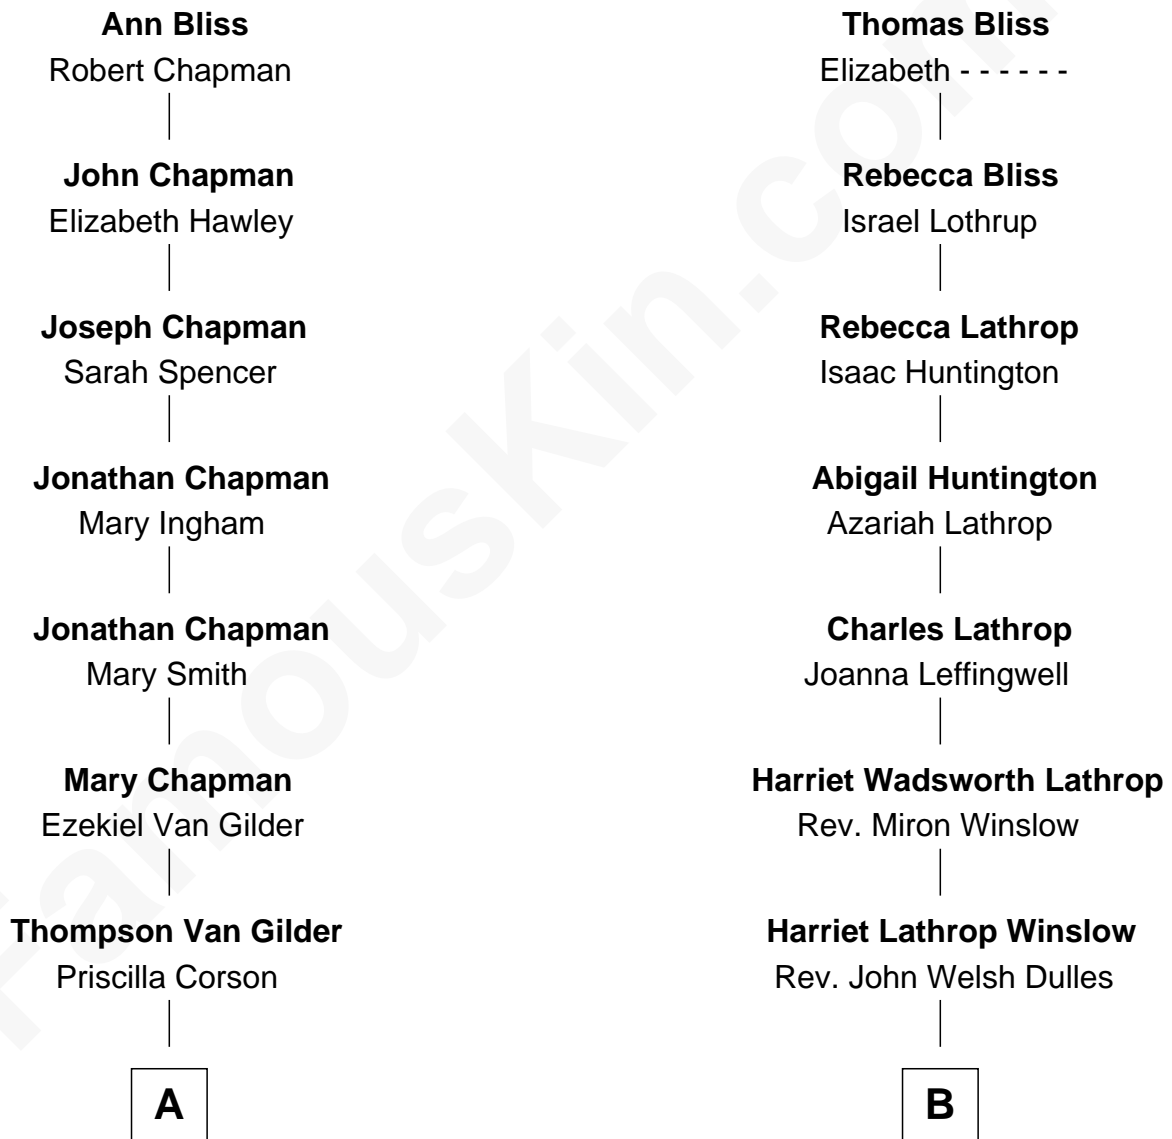 Ann Bliss
Robert Chapman
John Chapman
Elizabeth Hawley
Joseph Chapman
Sarah Spencer
Jonathan Chapman
Mary Ingham
Jonathan Chapman
Mary Smith
Mary Chapman
Ezekiel Van Gilder
Thompson Van Gilder
Priscilla Corson
A
Thomas Bliss
Elizabeth - - - - - -
Rebecca Bliss
Israel Lothrup
Rebecca Lathrop
Isaac Huntington
Abigail Huntington
Azariah Lathrop
Charles Lathrop
Joanna Leffingwell
Harriet Wadsworth Lathrop
Rev. Miron Winslow
Harriet Lathrop Winslow
Rev. John Welsh Dulles
B
FamousKin.com